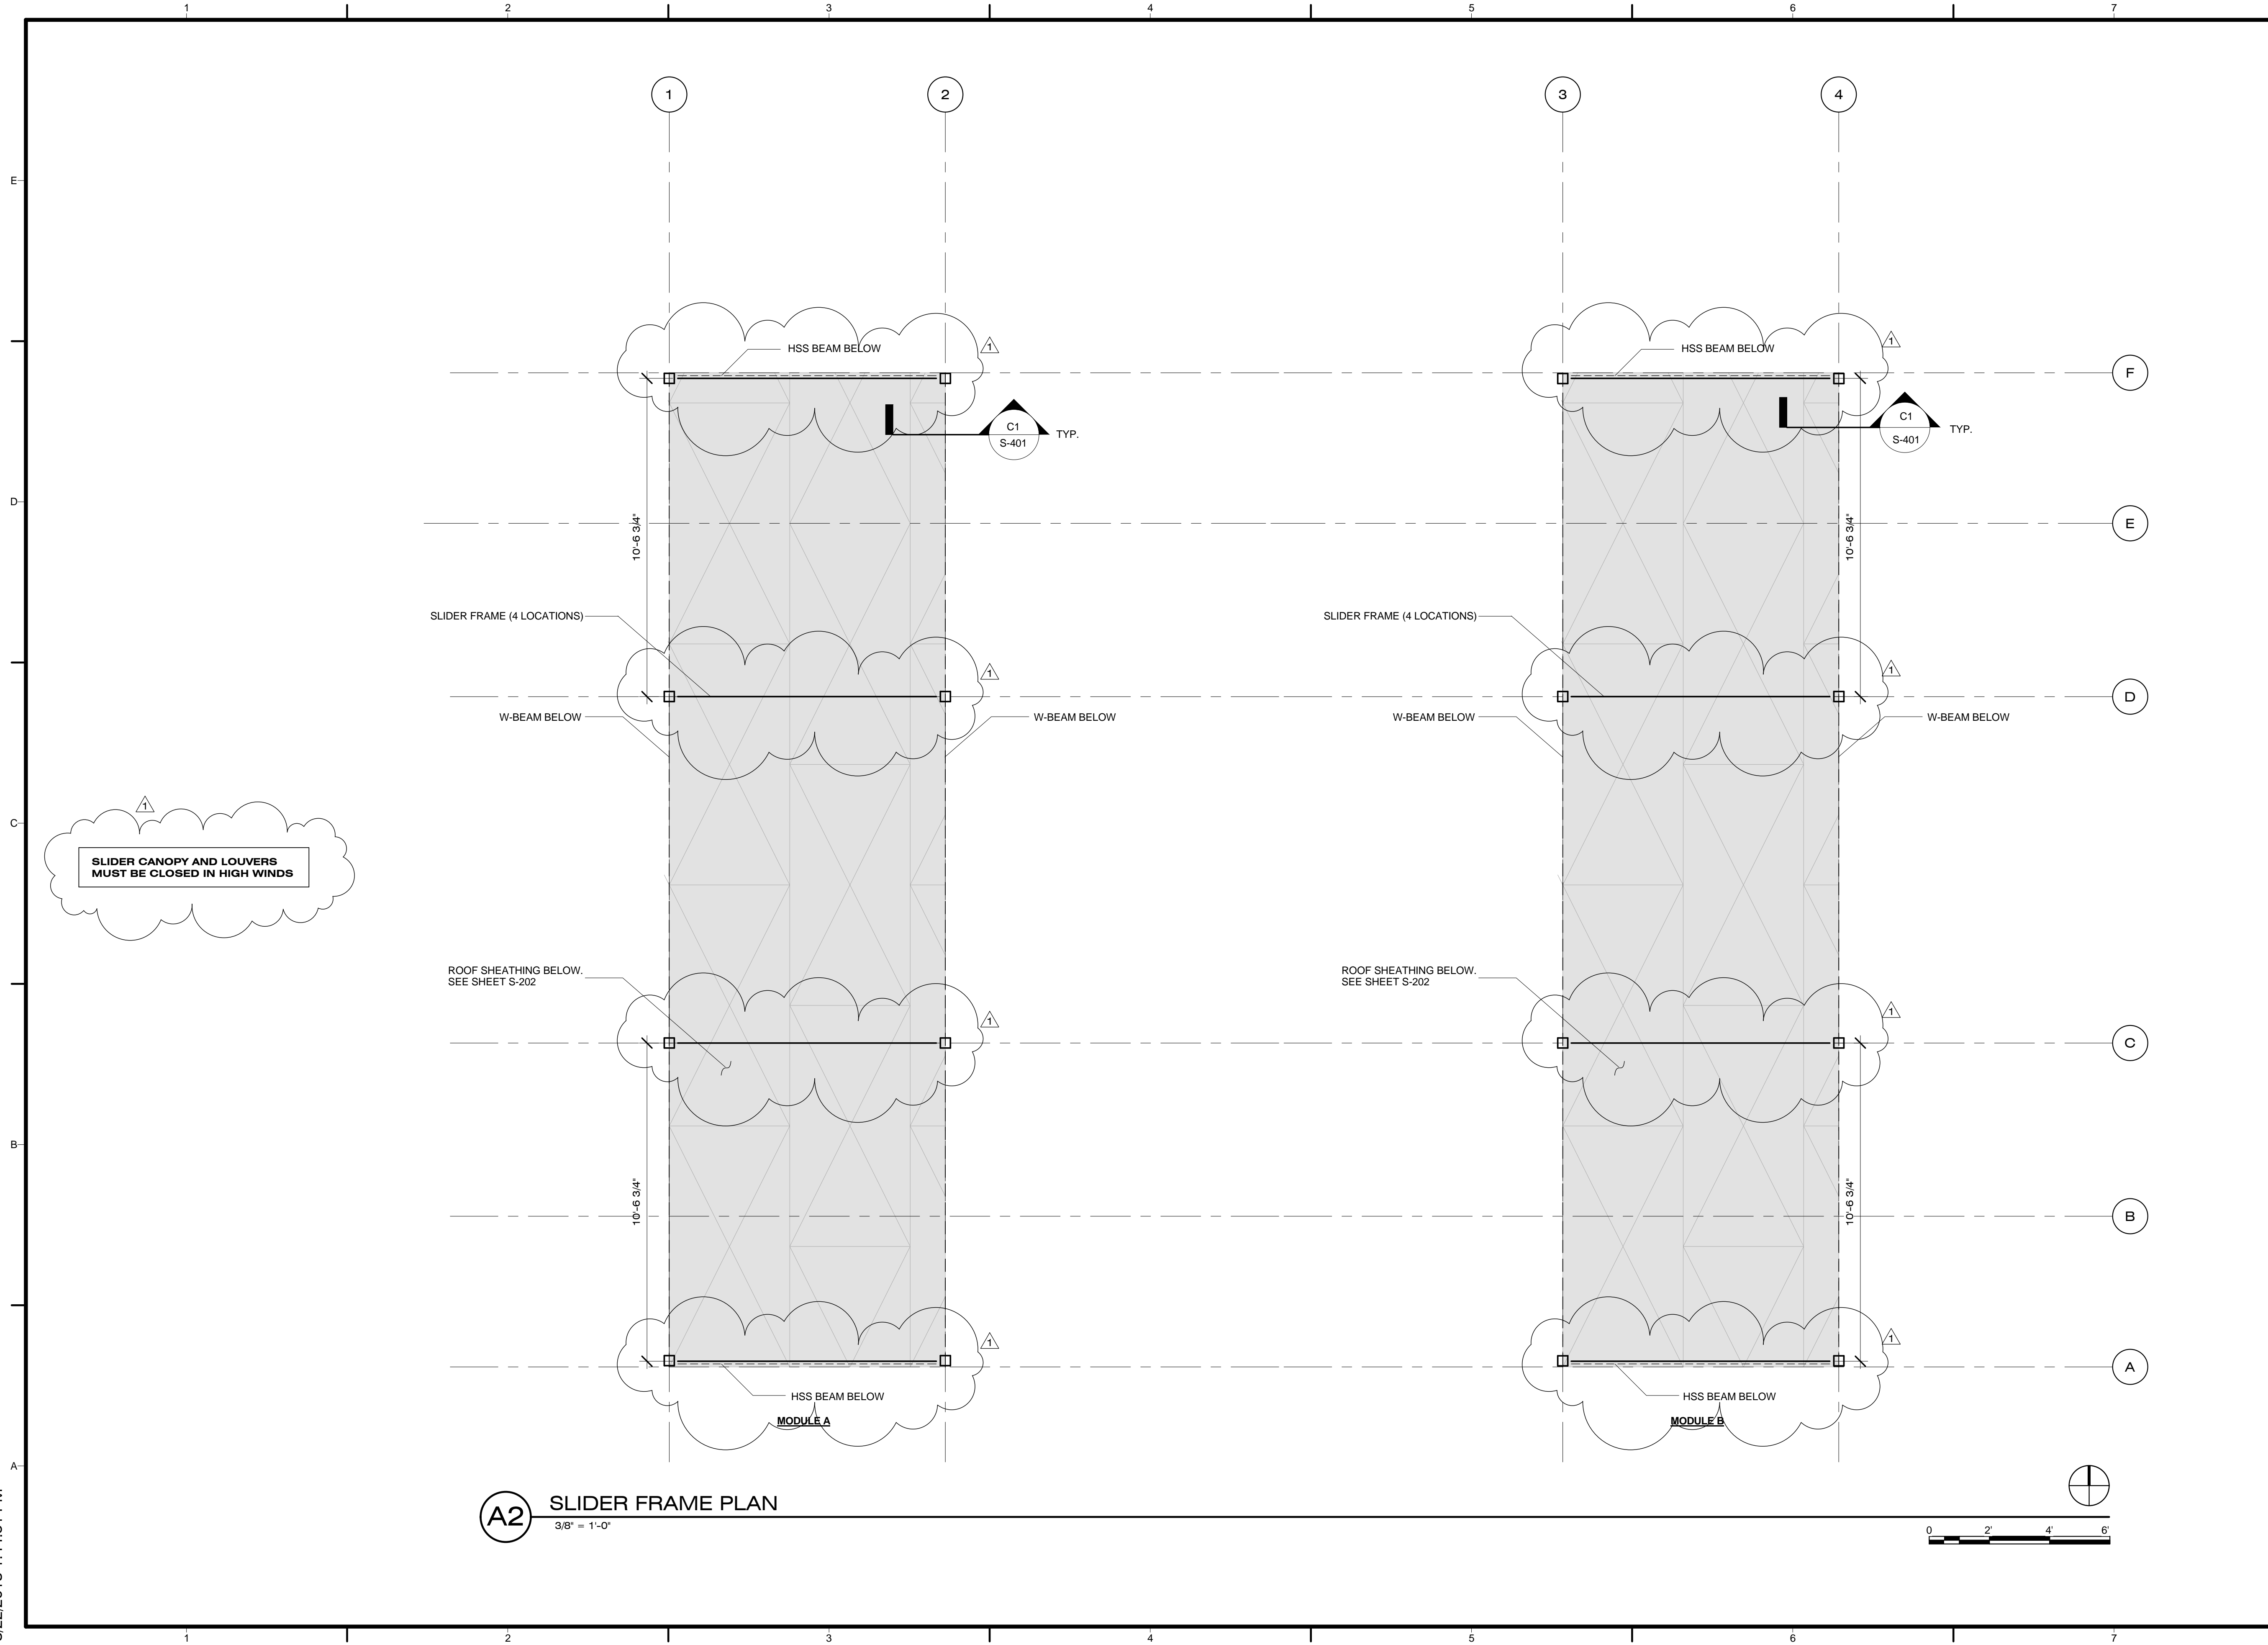 1 2 3 4 5 6 7
1 2 3 4
E
HSS BEAM BELOW 1 HSS BEAM BELOW 1
F
C1 C1
S-401 TYP. S-401 TYP.
D
10'-6 3/4" 10'-6 3/4"
E
SLIDER FRAME (4 LOCATIONS) SLIDER FRAME (4 LOCATIONS)
1 1
D
W-BEAM BELOW W-BEAM BELOW W-BEAM BELOW W-BEAM BELOW
1
C
SLIDER CANOPY AND LOUVERS
MUST BE CLOSED IN HIGH WINDS
ROOF SHEATHING BELOW. ROOF SHEATHING BELOW.
SEE SHEET S-202 SEE SHEET S-202
1 1
C
B
10'-6 3/4" 10'-6 3/4"
B
1 1
A
HSS BEAM BELOW HSS BEAM BELOW
MODULE A MODULE B
A
A2 SLIDER FRAME PLAN
3/8" = 1'-0"
0 2' 4' 6'
1 2 3 4 5 6 7